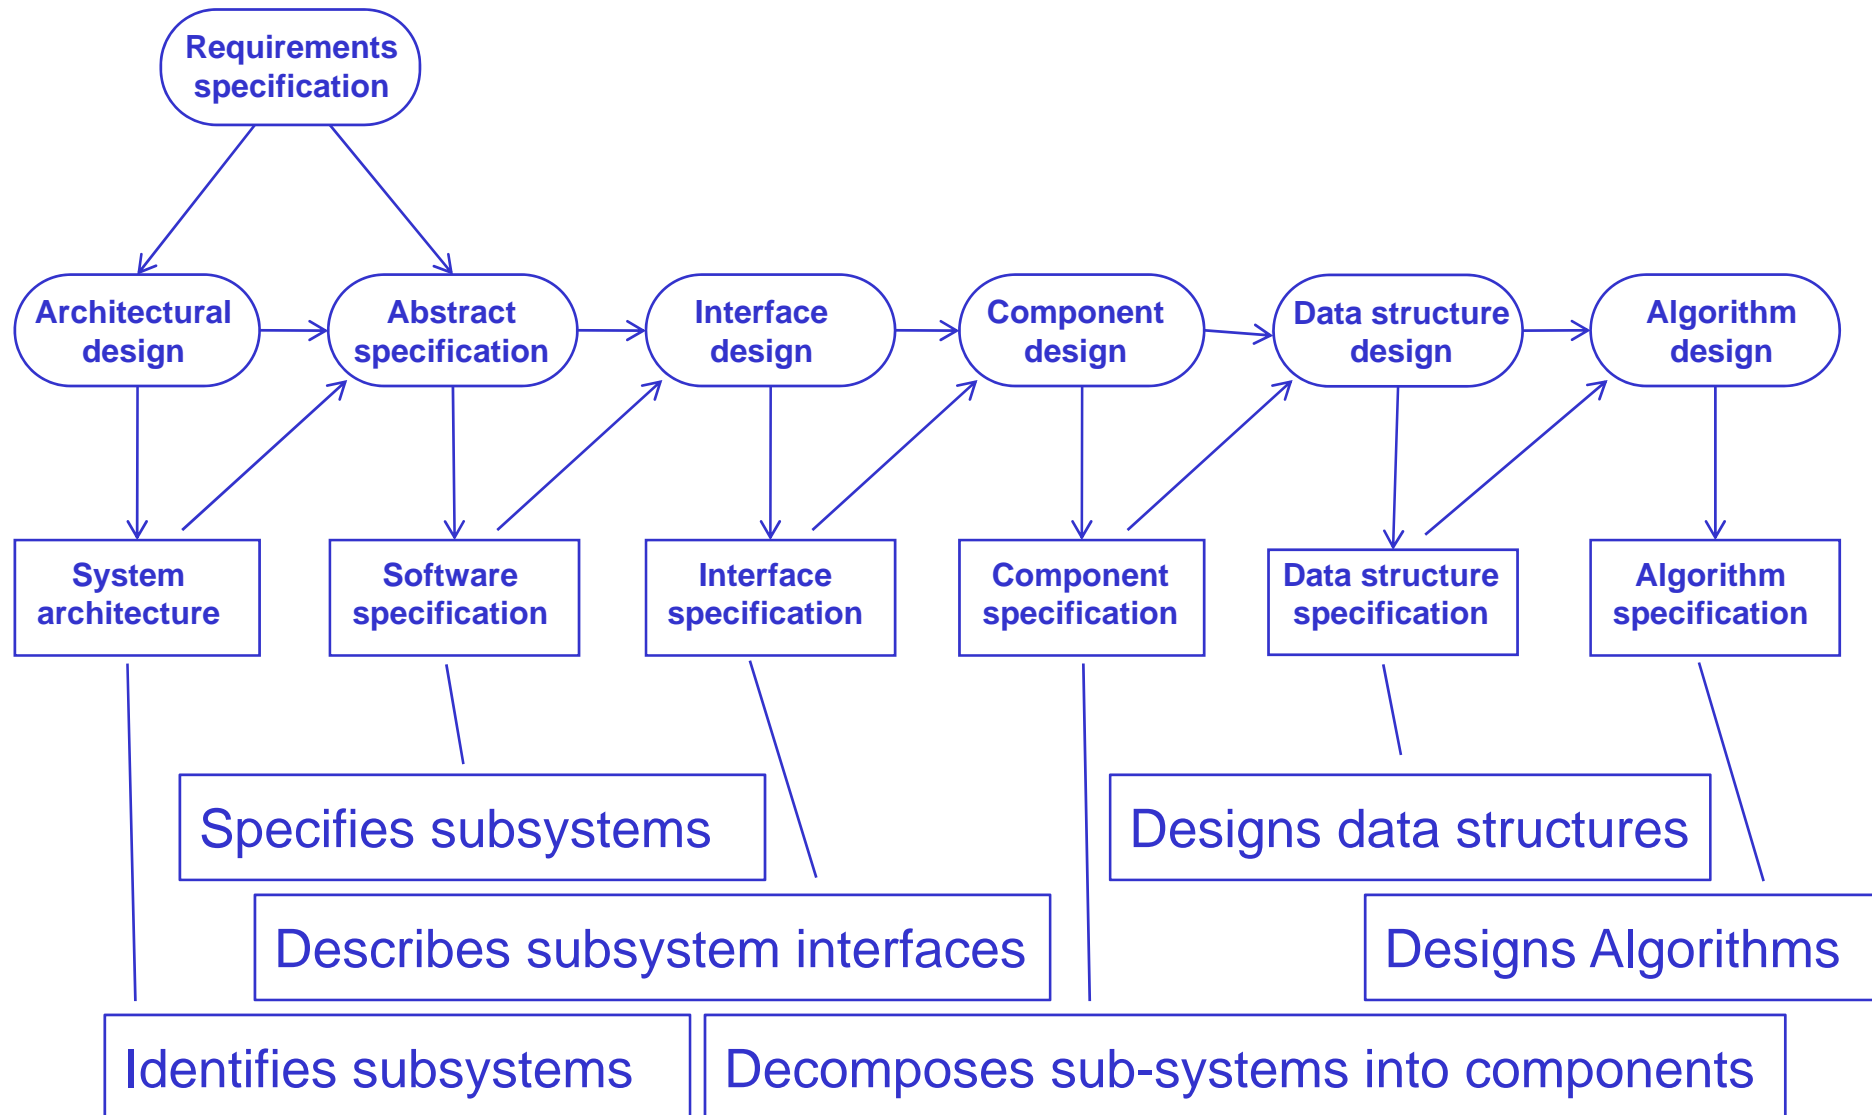 Requirements
specification
Architectural
design
Abstract
specification
Interface
design
Component
design
Data structure
design
Algorithm
design
System
architecture
Software
specification
Interface
specification
Component
specification
Data structure
specification
Algorithm
specification
Specifies subsystems
Designs data structures
Describes subsystem interfaces
Designs Algorithms
Identifies subsystems
Decomposes sub-systems into components